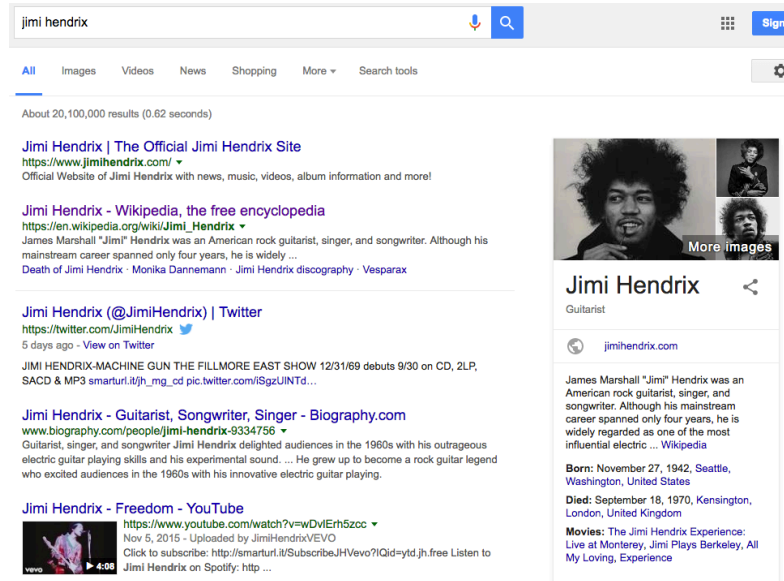 jimi hendrix
Sign
All Images Videos News Shopping More Search tools
About 20,100,000 results (0.62 seconds)
Jimi Hendrix | The Official Jimi Hendrix Site
https://www.jimihendrix.com/
Official Website of Jimi Hendrix with news, music, videos, album information and more!
Jimi Hendrix - Wikipedia, the free encyclopedia
https://en.wikipedia.org/wiki/Jimi_Hendrix
James Marshall "Jimi" Hendrix was an American rock guitarist, singer, and songwriter. Although his
mainstream career spanned only four years, he is widely ...
Death of Jimi Hendrix · Monika Dannemann · Jimi Hendrix discography · Vesparax
Jimi Hendrix (@JimiHendrix) | Twitter
https://twitter.com/JimiHendrix
5 days ago - View on Twitter
JIMI HENDRIX-MACHINE GUN THE FILLMORE EAST SHOW 12/31/69 debuts 9/30 on CD, 2LP,
SACD & MP3 smarturl.it/jh_mg_cd pic.twitter.com/iSgzUINTd...
Jimi Hendrix - Guitarist, Songwriter, Singer - Biography.com
www.biography.com/people/jimi-hendrix-9334756
Guitarist, singer, and songwriter Jimi Hendrix delighted audiences in the 1960s with his outrageous
electric guitar playing skills and his experimental sound. ... He grew up to become a rock guitar legend
who excited audiences in the 1960s with his innovative electric guitar playing.
Jimi Hendrix - Freedom - YouTube
https://www.youtube.com/watch?v=wDvIErh5zcc
Nov 5, 2015 - Uploaded by JimiHendrixVEVO
Click to subscribe: http://smarturl.it/SubscribeJHVevo?IQid=ytd.jh.free Listen to
Jimi Hendrix on Spotify: http ...
vevo
4:08
More images
Jimi Hendrix
Guitarist
jimihendrix.com
James Marshall "Jimi" Hendrix was an
American rock guitarist, singer, and
songwriter. Although his mainstream
career spanned only four years, he is
widely regarded as one of the most
influential electric ... Wikipedia
Born: November 27, 1942, Seattle,
Washington, United States
Died: September 18, 1970, Kensington,
London, United Kingdom
Movies: The Jimi Hendrix Experience:
Live at Monterey, Jimi Plays Berkeley, All
My Loving, Experience